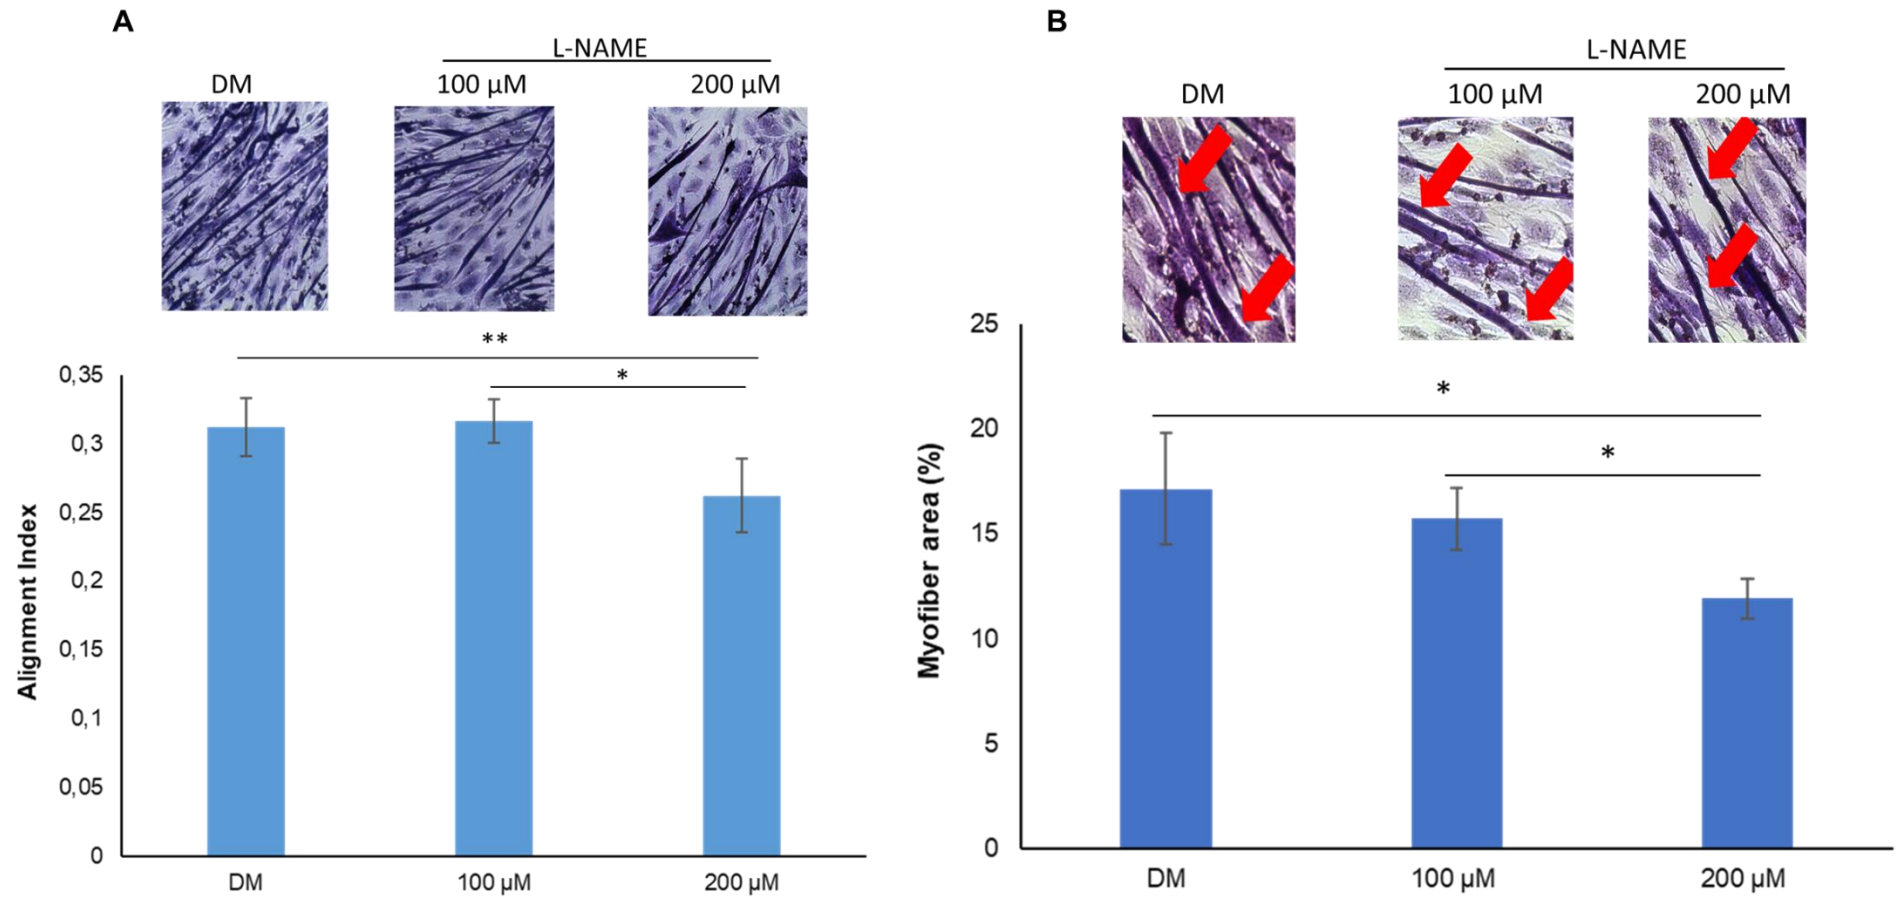 A
L-NAME
DM 100 µM 200 µM
**
*
0,35
0,3
0,25
0,2
0,15
0,1
0,05
0
Alignment Index
DM 100 µM 200 µM
B
L-NAME
DM 100 µM 200 µM
*
*
25
20
15
10
5
0
Myofiber area (%)
DM 100 µM 200 µM